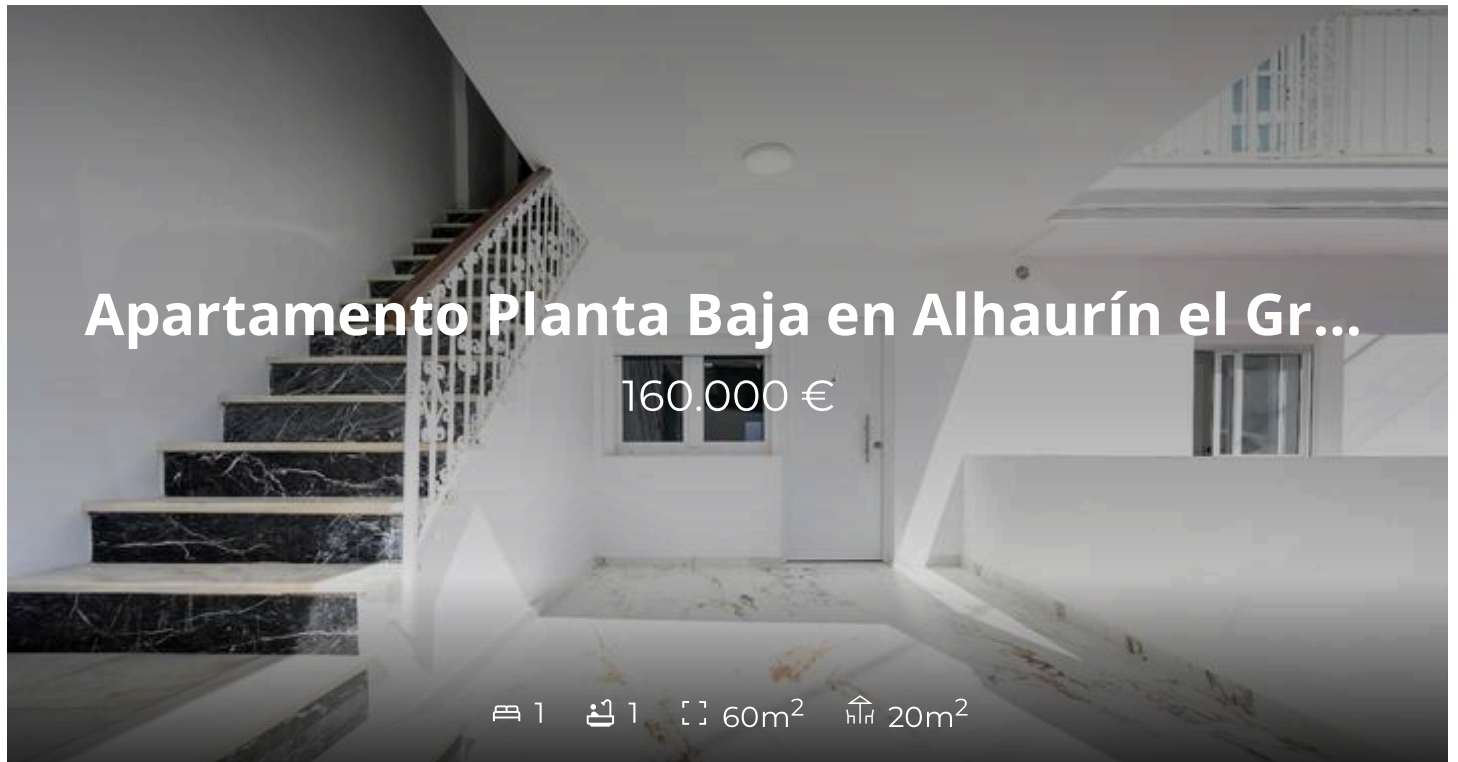 Apartamento Planta Baja en Alhaurín el Gr...
160.000 €
1 1 60m² 20m²